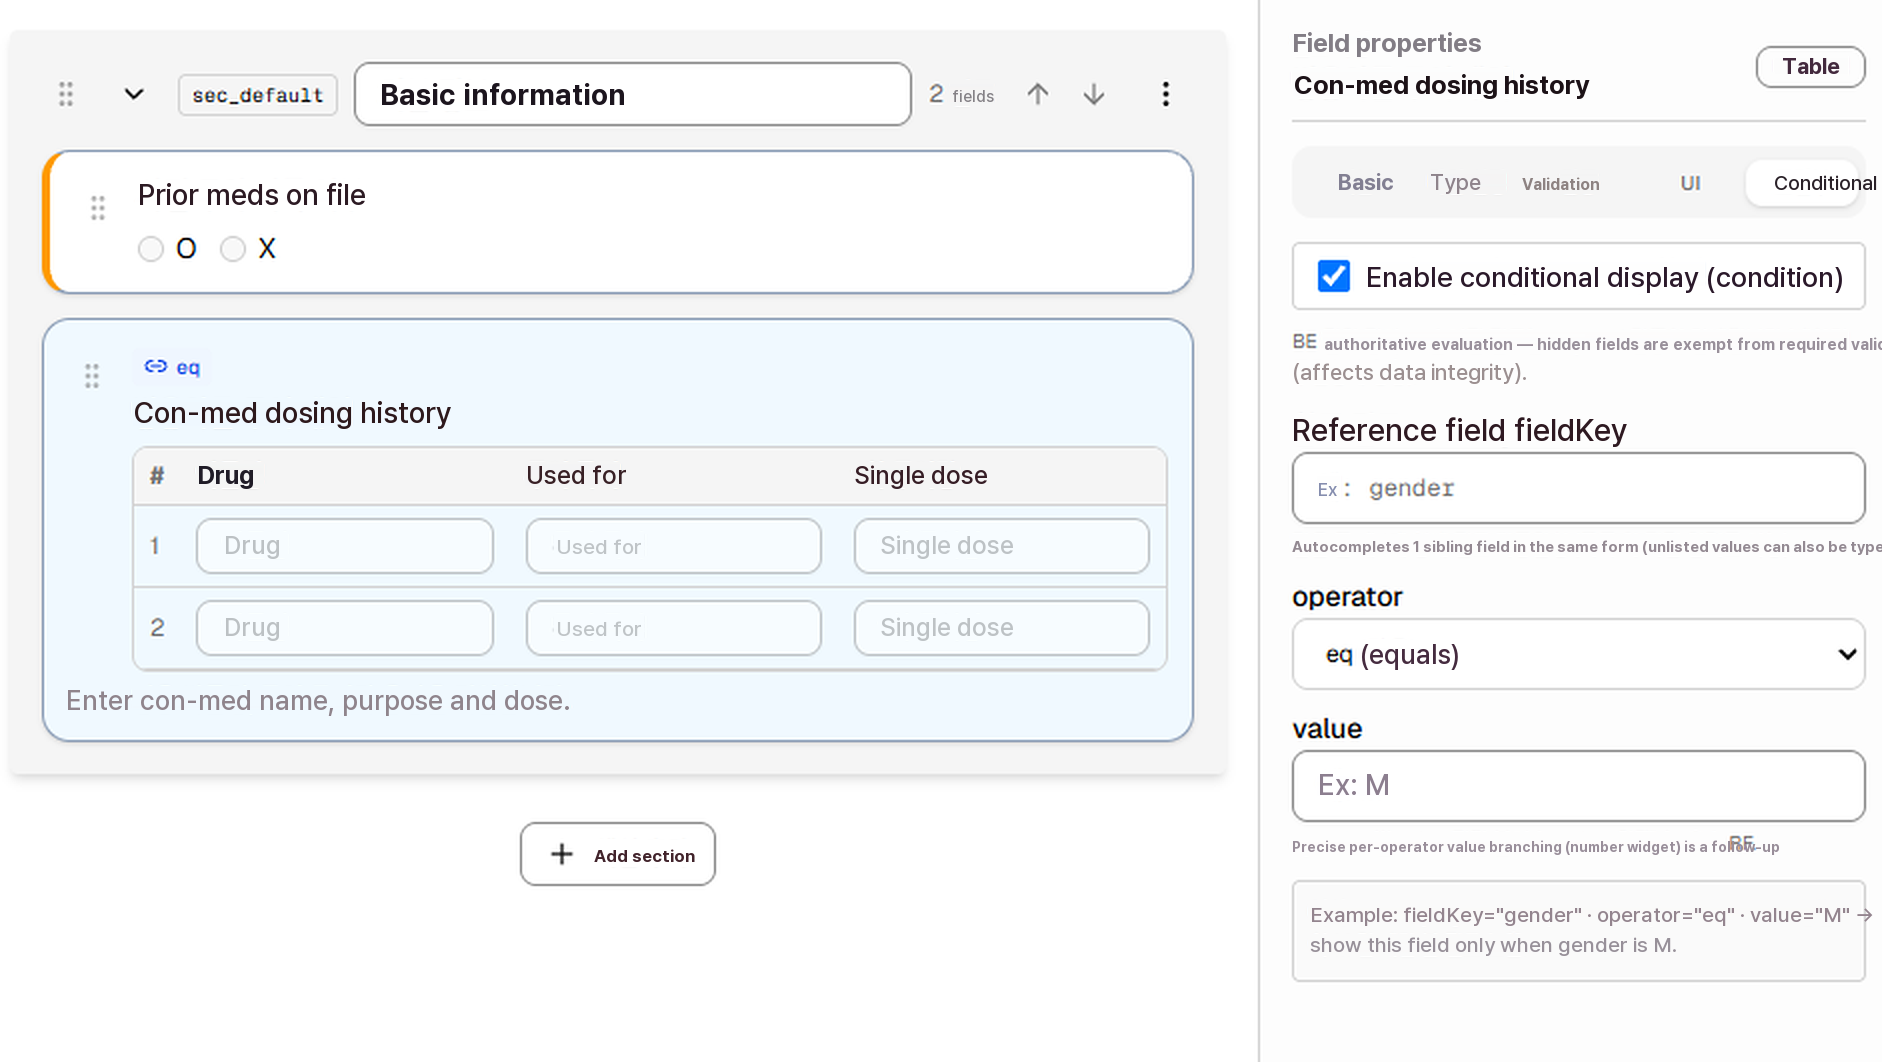 sec_default Basic information 2 fields
Prior meds on file
O X
eq
Con-med dosing history
# Drug Used for Single dose
1 Drug Used for Single dose
2 Drug Used for Single dose
Enter con-med name, purpose and dose.
Add section
Field properties
Con-med dosing history
Table
Basic Type Validation UI Conditional
Enable conditional display (condition)
BE authoritative evaluation — hidden fields are exempt from required
(affects data integrity).
Reference field fieldKey
Ex : gender
Autocompletes 1 sibling field in the same form (unlisted values can also be type
operator
eq (equals)
value
Ex: M
Precise per-operator value branching (number widget) is a follow-up
BE
Example: fieldKey="gender" · operator="eq" · value="M" →
show this field only when gender is M.